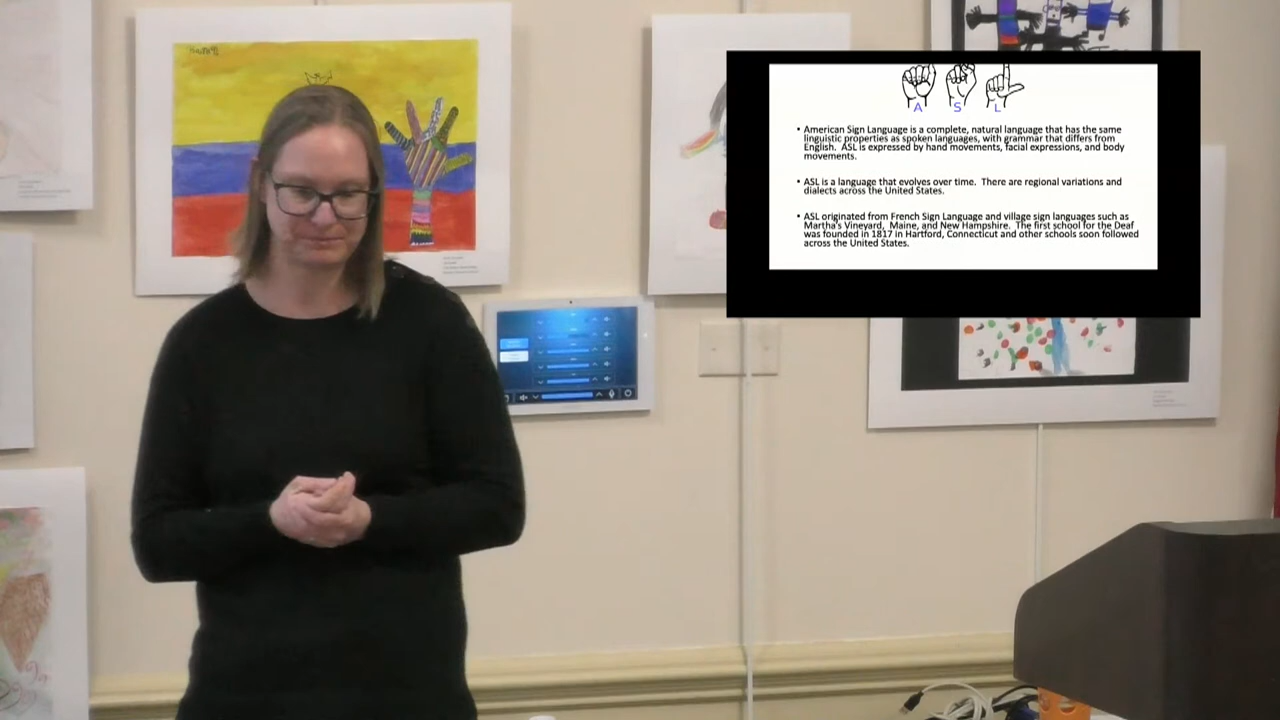 A S L
• American Sign Language is a complete, natural language that has the same
linguistic properties as spoken languages, with grammar that differs from
English. ASL is expressed by hand movements, facial expressions, and body
movements.
• ASL is a language that evolves over time. There are regional variations and
dialects across the United States.
• ASL originated from French Sign Language and village sign languages such as
Martha's Vineyard, Maine, and New Hampshire. The first school for the Deaf
was founded in 1817 in Hartford, Connecticut and other schools soon followed
across the United States.